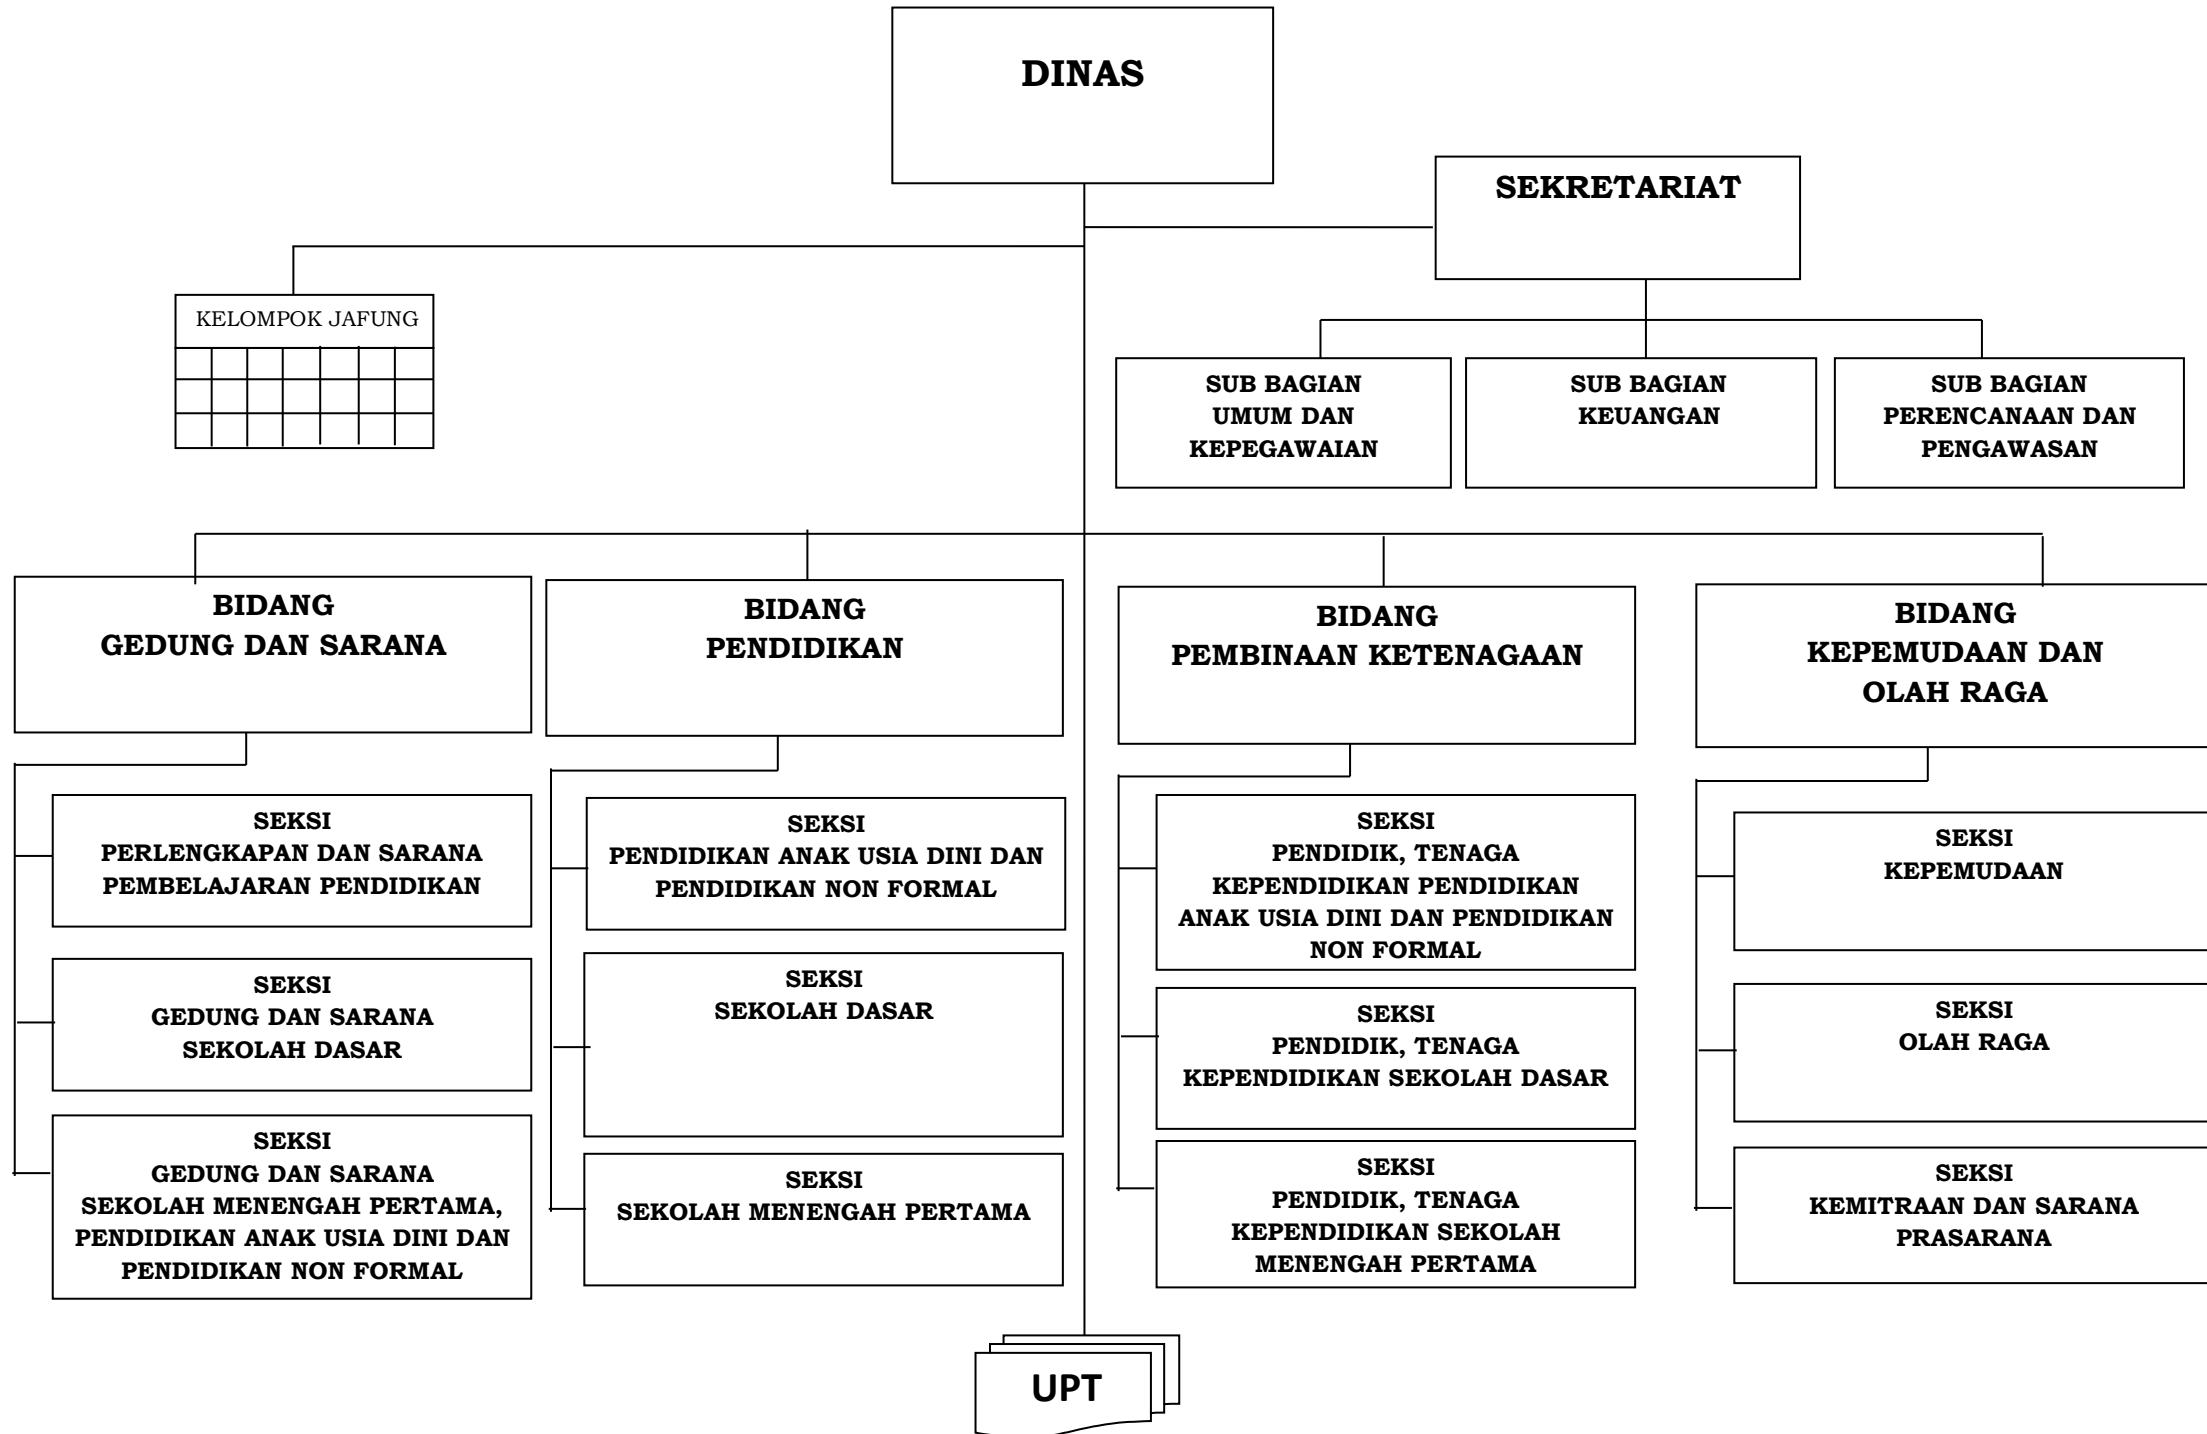 DINAS
SEKRETARIAT
KELOMPOK JAFUNG
SUB BAGIAN
UMUM DAN
KEPEGAWAIAN
SUB BAGIAN
KEUANGAN
SUB BAGIAN
PERENCANAAN DAN
PENGAWASAN
BIDANG
GEDUNG DAN SARANA
BIDANG
PENDIDIKAN
BIDANG
PEMBINAAN KETENAGAAN
BIDANG
KEPEMUDAAN DAN
OLAH RAGA
SEKSI
PERLENGKAPAN DAN SARANA
PEMBELAJARAN PENDIDIKAN
SEKSI
GEDUNG DAN SARANA
SEKOLAH DASAR
SEKSI
GEDUNG DAN SARANA
SEKOLAH MENENGAH PERTAMA,
PENDIDIKAN ANAK USIA DINI DAN
PENDIDIKAN NON FORMAL
SEKSI
PENDIDIKAN ANAK USIA DINI DAN
PENDIDIKAN NON FORMAL
SEKSI
SEKOLAH DASAR
SEKSI
SEKOLAH MENENGAH PERTAMA
SEKSI
PENDIDIK, TENAGA
KEPENDIDIKAN PENDIDIKAN
ANAK USIA DINI DAN PENDIDIKAN
NON FORMAL
SEKSI
PENDIDIK, TENAGA
KEPENDIDIKAN SEKOLAH DASAR
SEKSI
PENDIDIK, TENAGA
KEPENDIDIKAN SEKOLAH
MENENGAH PERTAMA
SEKSI
KEPEMUDAAN
SEKSI
OLAH RAGA
SEKSI
KEMITRAAN DAN SARANA
PRASARANA
UPT